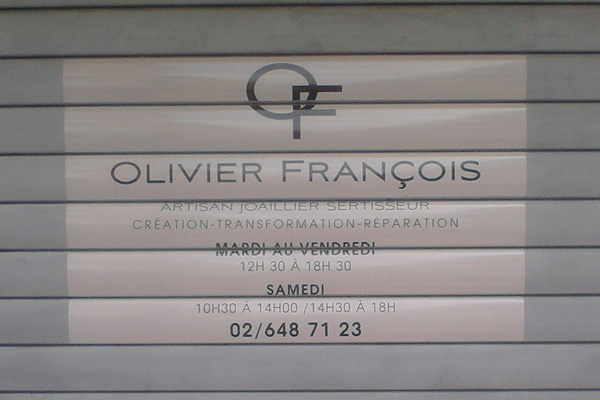 OF
OLIVIER FRANÇOIS
ARTISAN JOAILLIER SERTISSEUR
CRÉATION-TRANSFORMATION-RÉPARATION
MARDI AU VENDREDI
12H 30 À 18H 30
SAMEDI
10H30 À 14H00 /14H30 À 18H
02/648 71 23